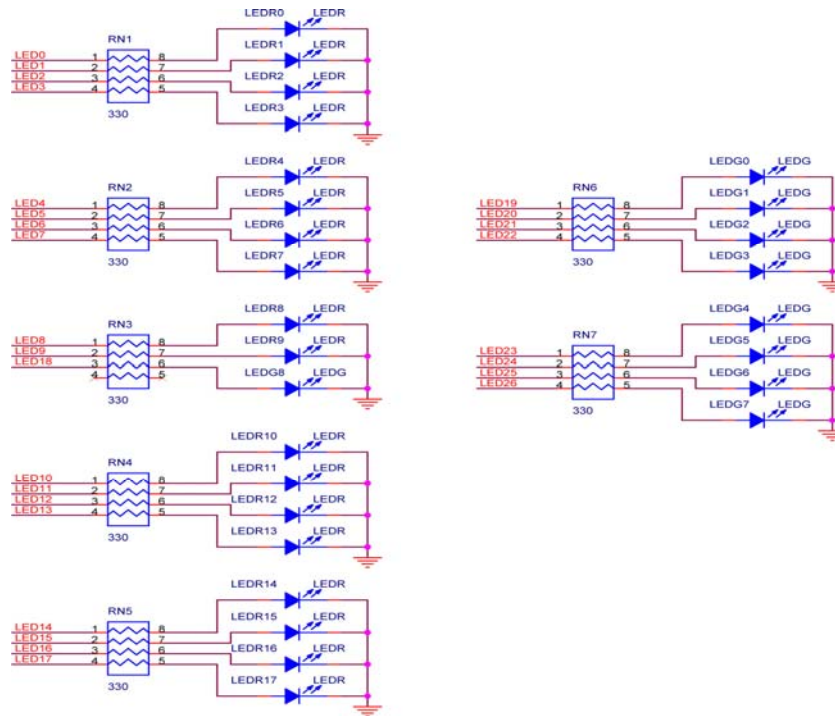 LEDR0 LEDR
RN1
LED0 1 8 LEDR1 LEDR
LED1 2 7
LED2 3 6 LEDR2 LEDR
LED3 4 5
LEDR3 LEDR
330
LEDR4 LEDR
RN2
LED4 1 8 LEDR5 LEDR
LED5 2 7
LED6 3 6 LEDR6 LEDR
LED7 4 5
LEDR7 LEDR
330
LEDR8 LEDR
RN3
LED8 1 8 LEDR9 LEDR
LED9 2 7
LED18 3 6 LEDG8 LEDG
4 5
330
LEDR10 LEDR
RN4
LED10 1 8 LEDR11 LEDR
LED11 2 7
LED12 3 6 LEDR12 LEDR
LED13 4 5
LEDR13 LEDR
330
LEDR14 LEDR
RN5
LED14 1 8 LEDR15 LEDR
LED15 2 7
LED16 3 6 LEDR16 LEDR
LED17 4 5
LEDR17 LEDR
330
LEDG0 LEDG
RN6
LED19 1 8 LEDG1 LEDG
LED20 2 7
LED21 3 6 LEDG2 LEDG
LED22 4 5
LEDG3 LEDG
330
LEDG4 LEDG
RN7
LED23 1 8 LEDG5 LEDG
LED24 2 7
LED25 3 6 LEDG6 LEDG
LED26 4 5
LEDG7 LEDG
330